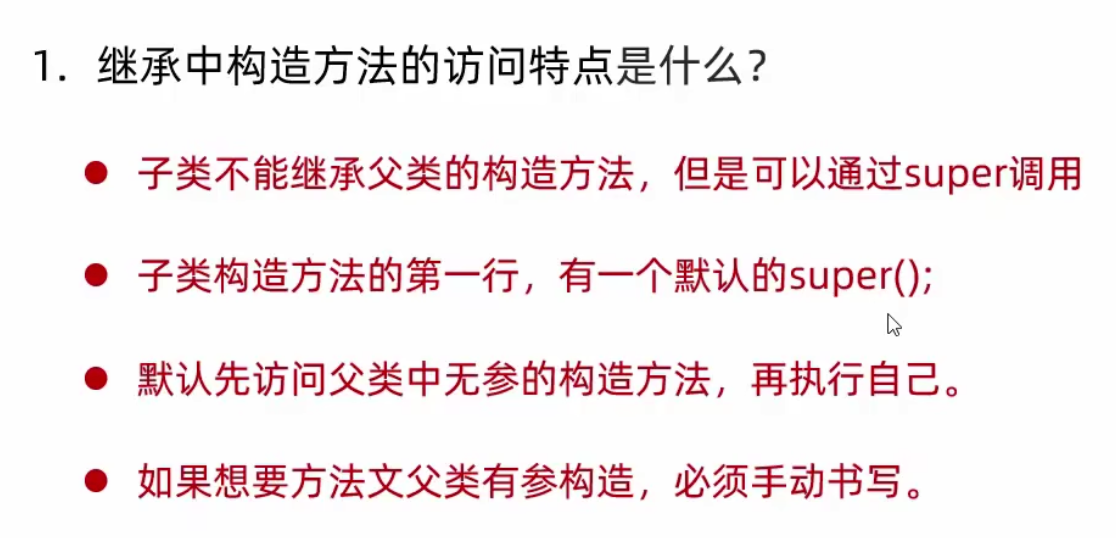 1. 继承中构造方法的访问特点是什么？
● 子类不能继承父类的构造方法，但是可以通过super调用
● 子类构造方法的第一行，有一个默认的super();
● 默认先访问父类中无参的构造方法，再执行自己。
● 如果想要方法文父类有参构造，必须手动书写。